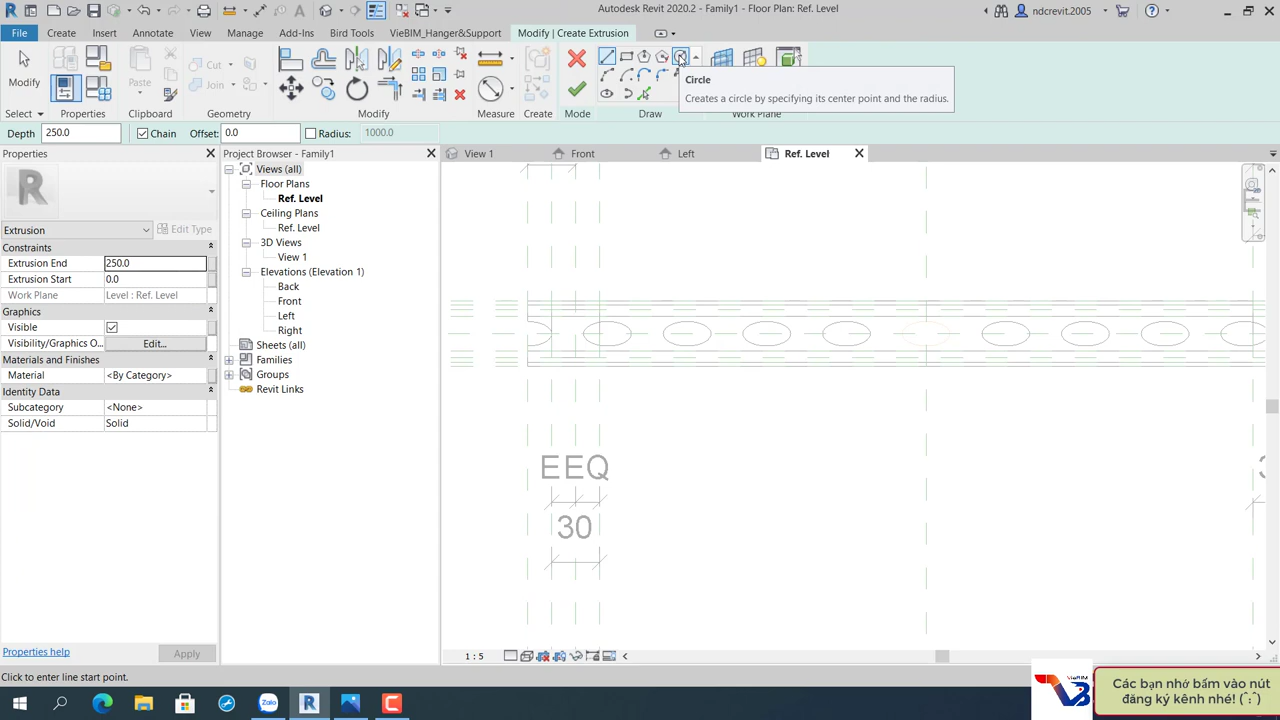 Autodesk Revit 2020.2 - Family1 - Floor Plan: Ref. Level
ndcrevit.2005
File Create Insert Annotate View Manage Add-Ins Bird Tools VieBIM_Hanger&Support Modify | Create Extrusion
Modify
Paste
Cut
Join
Select Properties Clipboard Geometry Modify Measure Create Mode Draw Work Plane
Circle
Creates a circle by specifying its center point and the radius.
Depth 250.0 Chain Offset: 0.0 Radius: 1000.0
Properties
Project Browser - Family1
View 1 Front Left Ref. Level
Extrusion
Edit Type
Constraints
Extrusion End 250.0
Extrusion Start 0.0
Work Plane Level : Ref. Level
Graphics
Visible
Visibility/Graphics O... Edit...
Materials and Finishes
Material <By Category>
Identity Data
Subcategory <None>
Solid/Void Solid
Properties help
Apply
Views (all)
Floor Plans
Ref. Level
Ceiling Plans
Ref. Level
3D Views
View 1
Elevations (Elevation 1)
Back
Front
Left
Right
Sheets (all)
Families
Groups
Revit Links
EEQ
30
1 : 5
Click to enter line start point.
VieBIM
Các bạn nhớ bấm vào nút
đăng ký kênh nhé! (ˆ:ˆ)